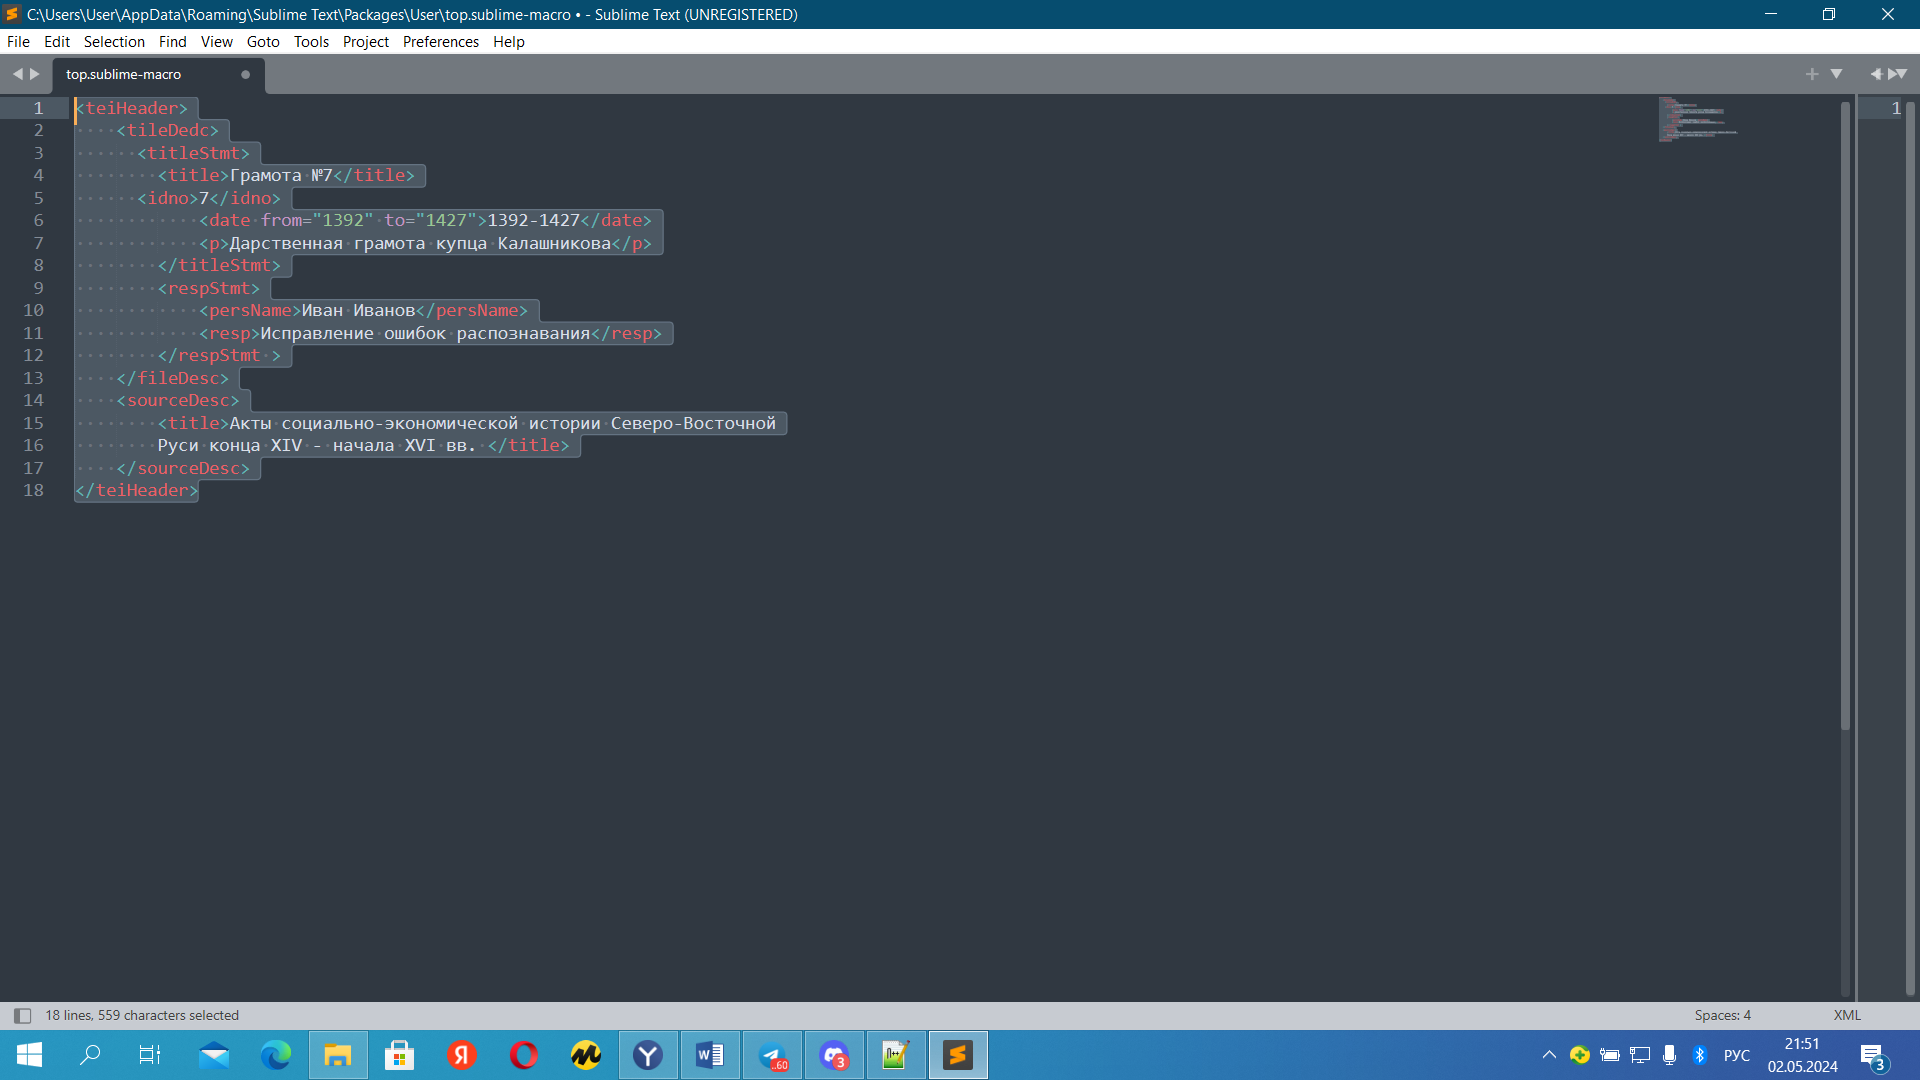 C:\Users\User\AppData\Roaming\Sublime Text\Packages\User\top.sublime-macro • - Sublime Text (UNREGISTERED)
File Edit Selection Find View Goto Tools Project Preferences Help
top.sublime-macro
1 <teiHeader> 1
2 <tileDedc>
3 <titleStmt>
4 <title>Грамота №7</title>
5 <idno>7</idno>
6 <date from="1392" to="1427">1392-1427</date>
7 <p>Дарственная грамота купца Калашникова</p>
8 </titleStmt>
9 <respStmt>
10 <persName>Иван Иванов</persName>
11 <resp>Исправление ошибок распознавания</resp>
12 </respStmt >
13 </fileDesc>
14 <sourceDesc>
15 <title>Акты социально-экономической истории Северо-Восточной
16 Руси конца XIV - начала XVI вв. </title>
17 </sourceDesc>
18 </teiHeader>
18 lines, 559 characters selected Spaces: 4 XML
21:51
РУС
02.05.2024
Я
..60
3
n++
3